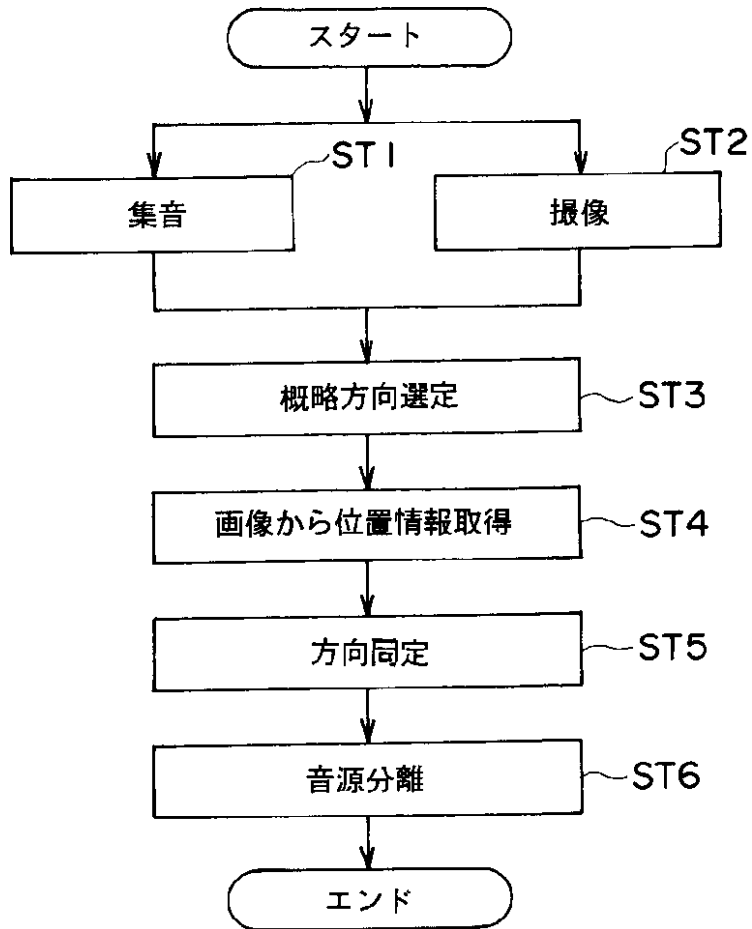 スタート
ST1
集音
ST2
撮像
概略方向選定
ST3
画像から位置情報取得
ST4
方向同定
ST5
音源分離
ST6
エンド